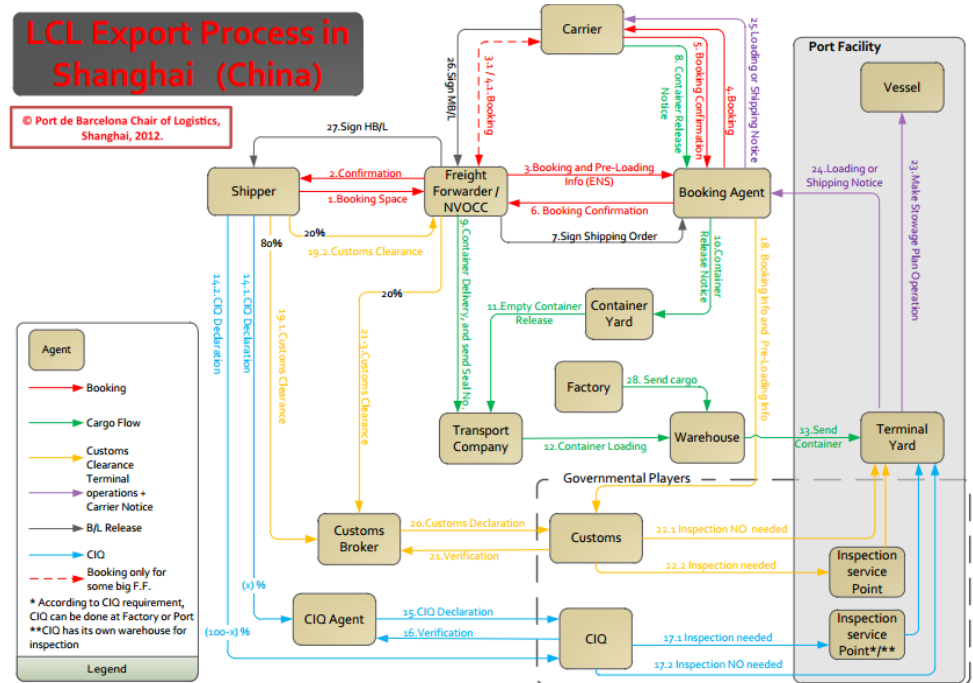 LCL Export Process in
Shanghai (China)
© Port de Barcelona Chair of Logistics,
Shanghai, 2012.
Carrier
Port Facility
Vessel
26.Sign MB/L
3.1 / 4.1.Booking
8. Container Release
Notice
5. Booking Confirmation
4.Booking
25.Loading or Shipping Notice
27.Sign HB/L
Shipper
2.Confirmation
1.Booking Space
Freight
Forwarder /
NVOCC
3.Booking and Pre-Loading
Info (ENS)
6. Booking Confirmation
7.Sign Shipping Order
Booking Agent
24.Loading or
Shipping Notice
23.Make Stowage Plan Operation
80%
20%
19.2.Customs Clearance
20%
14.2. CIQ Declaration
14.1. CIQ Declaration
19.1.Customs Clearance
21-3.Customs Clearance
9.Container Delivery, and send Seal No.
10.Container
Release Notice
18. Booking Info and Pre-Loading Info
11.Empty Container
Release
Container
Yard
Factory
28. Send cargo
Transport
Company
12.Container Loading
Warehouse
13.Send
Container
Terminal
Yard
Governmental Players
Customs
Broker
20.Customs Declaration
21.Verification
Customs
22.1 Inspection NO needed
22.2 Inspection needed
Inspection
service
Point
(x) %
(100-x) %
CIQ Agent
15.CIQ Declaration
16.Verification
CIQ
17.1 Inspection needed
17.2 Inspection NO needed
Inspection
service
Point*/**
Agent
Booking
Cargo Flow
Customs
Clearance
Terminal
operations +
Carrier Notice
B/L Release
CIQ
Booking only for
some big F.F.
* According to CIQ requirement,
CIQ can be done at Factory or Port
**CIQ has its own warehouse for
inspection
Legend